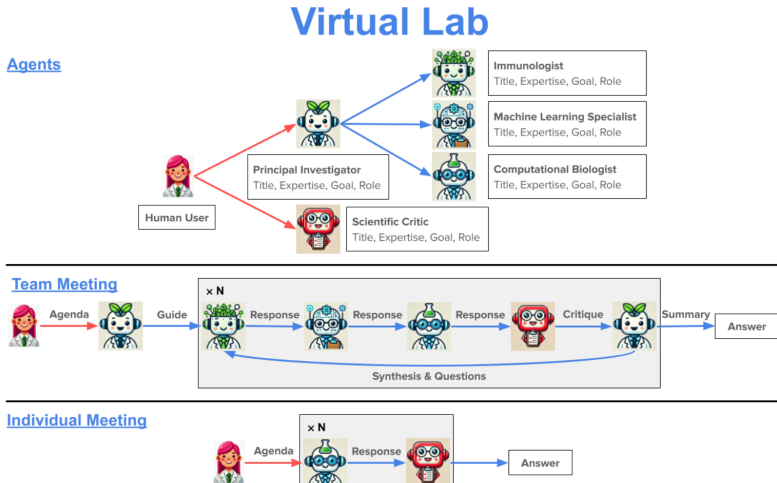 Virtual Lab
Agents
Immunologist
Title, Expertise, Goal, Role
Machine Learning Specialist
Title, Expertise, Goal, Role
Principal Investigator
Title, Expertise, Goal, Role
Computational Biologist
Title, Expertise, Goal, Role
Human User
Scientific Critic
Title, Expertise, Goal, Role
Team Meeting
× N
Agenda
Guide
Response
Response
Response
Critique
Summary
Answer
Synthesis & Questions
Individual Meeting
× N
Agenda
Response
Answer